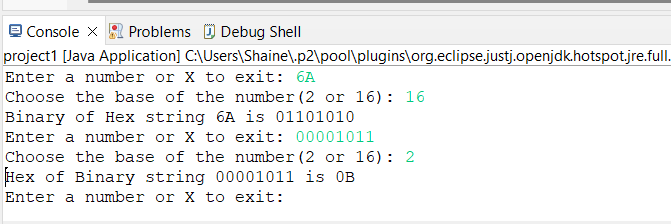 Console Problems Debug Shell
project1 [Java Application] C:\Users\Shaine\.p2\pool\plugins\org.eclipse.justj.openjdk.hotspot.jre.full.
Enter a number or X to exit: 6A
Choose the base of the number(2 or 16): 16
Binary of Hex string 6A is 01101010
Enter a number or X to exit: 00001011
Choose the base of the number(2 or 16): 2
Hex of Binary string 00001011 is 0B
Enter a number or X to exit: